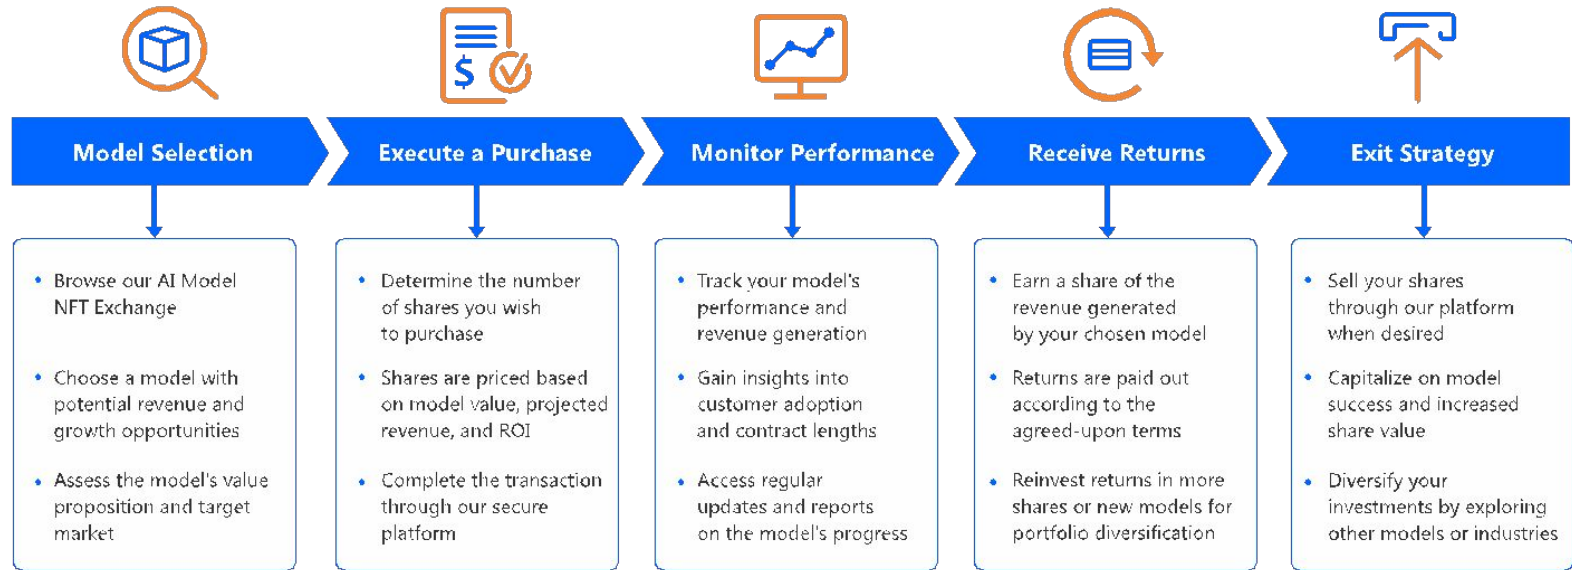 Model Selection
Execute a Purchase
Monitor Performance
Receive Returns
Exit Strategy
• Browse our AI Model
NFT Exchange
• Choose a model with
potential revenue and
growth opportunities
• Assess the model's value
proposition and target
market
• Determine the number
of shares you wish
to purchase
• Shares are priced based
on model value, projected
revenue, and ROI
• Complete the transaction
through our secure
platform
• Track your model's
performance and
revenue generation
• Gain insights into
customer adoption
and contract lengths
• Access regular
updates and reports
on the model's progress
• Earn a share of the
revenue generated
by your chosen model
• Returns are paid out
according to the
agreed-upon terms
• Reinvest returns in more
shares or new models for
portfolio diversification
• Sell your shares
through our platform
when desired
• Capitalize on model
success and increased
share value
• Diversify your
investments by exploring
other models or industries